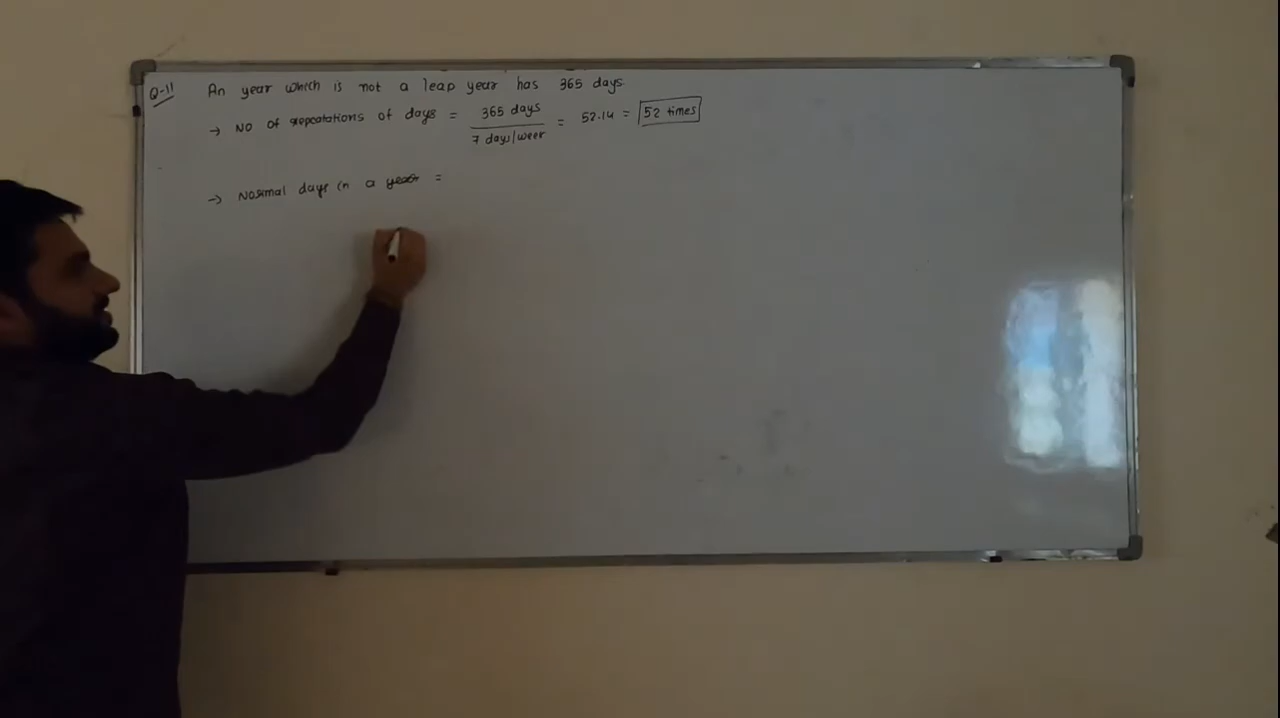 Q-11 An year which is not a leap year has 365 days.
→ NO of repeatations of days = 365 days / 7 days/week = 52.14 = 52 times
→ Normal days in a year =